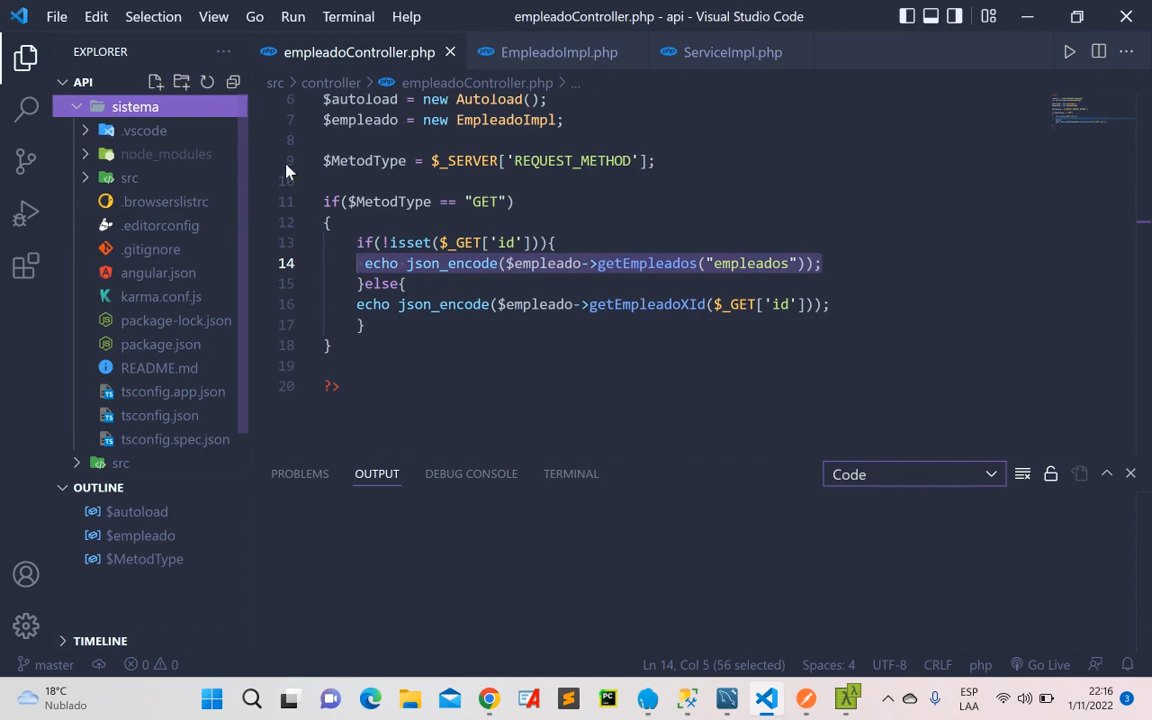 File Edit Selection View Go Run Terminal Help empleadoController.php - api - Visual Studio Code
EXPLORER
empleadoController.php
EmpleadoImpl.php
ServiceImpl.php
API
src > controller > empleadoController.php > ...
sistema
.vscode
node_modules
src
.browserslistrc
.editorconfig
.gitignore
angular.json
karma.conf.js
package-lock.json
package.json
README.md
tsconfig.app.json
tsconfig.json
tsconfig.spec.json
src
OUTLINE
$autoload
$empleado
$MetodType
TIMELINE
6 $autoload = new Autoload();
7 $empleado = new EmpleadoImpl;
8
9 $MetodType = $_SERVER['REQUEST_METHOD'];
10
11 if($MetodType == "GET")
12 {
13 if(!isset($_GET['id'])){
14 echo json_encode($empleado->getEmpleados("empleados"));
15 }else{
16 echo json_encode($empleado->getEmpleadoXId($_GET['id']));
17 }
18 }
19
20 ?>
PROBLEMS OUTPUT DEBUG CONSOLE TERMINAL
Code
master 0 0 Ln 14, Col 5 (56 selected) Spaces: 4 UTF-8 CRLF php Go Live
18°C
Nublado
ESP
LAA
22:16
1/11/2022
3